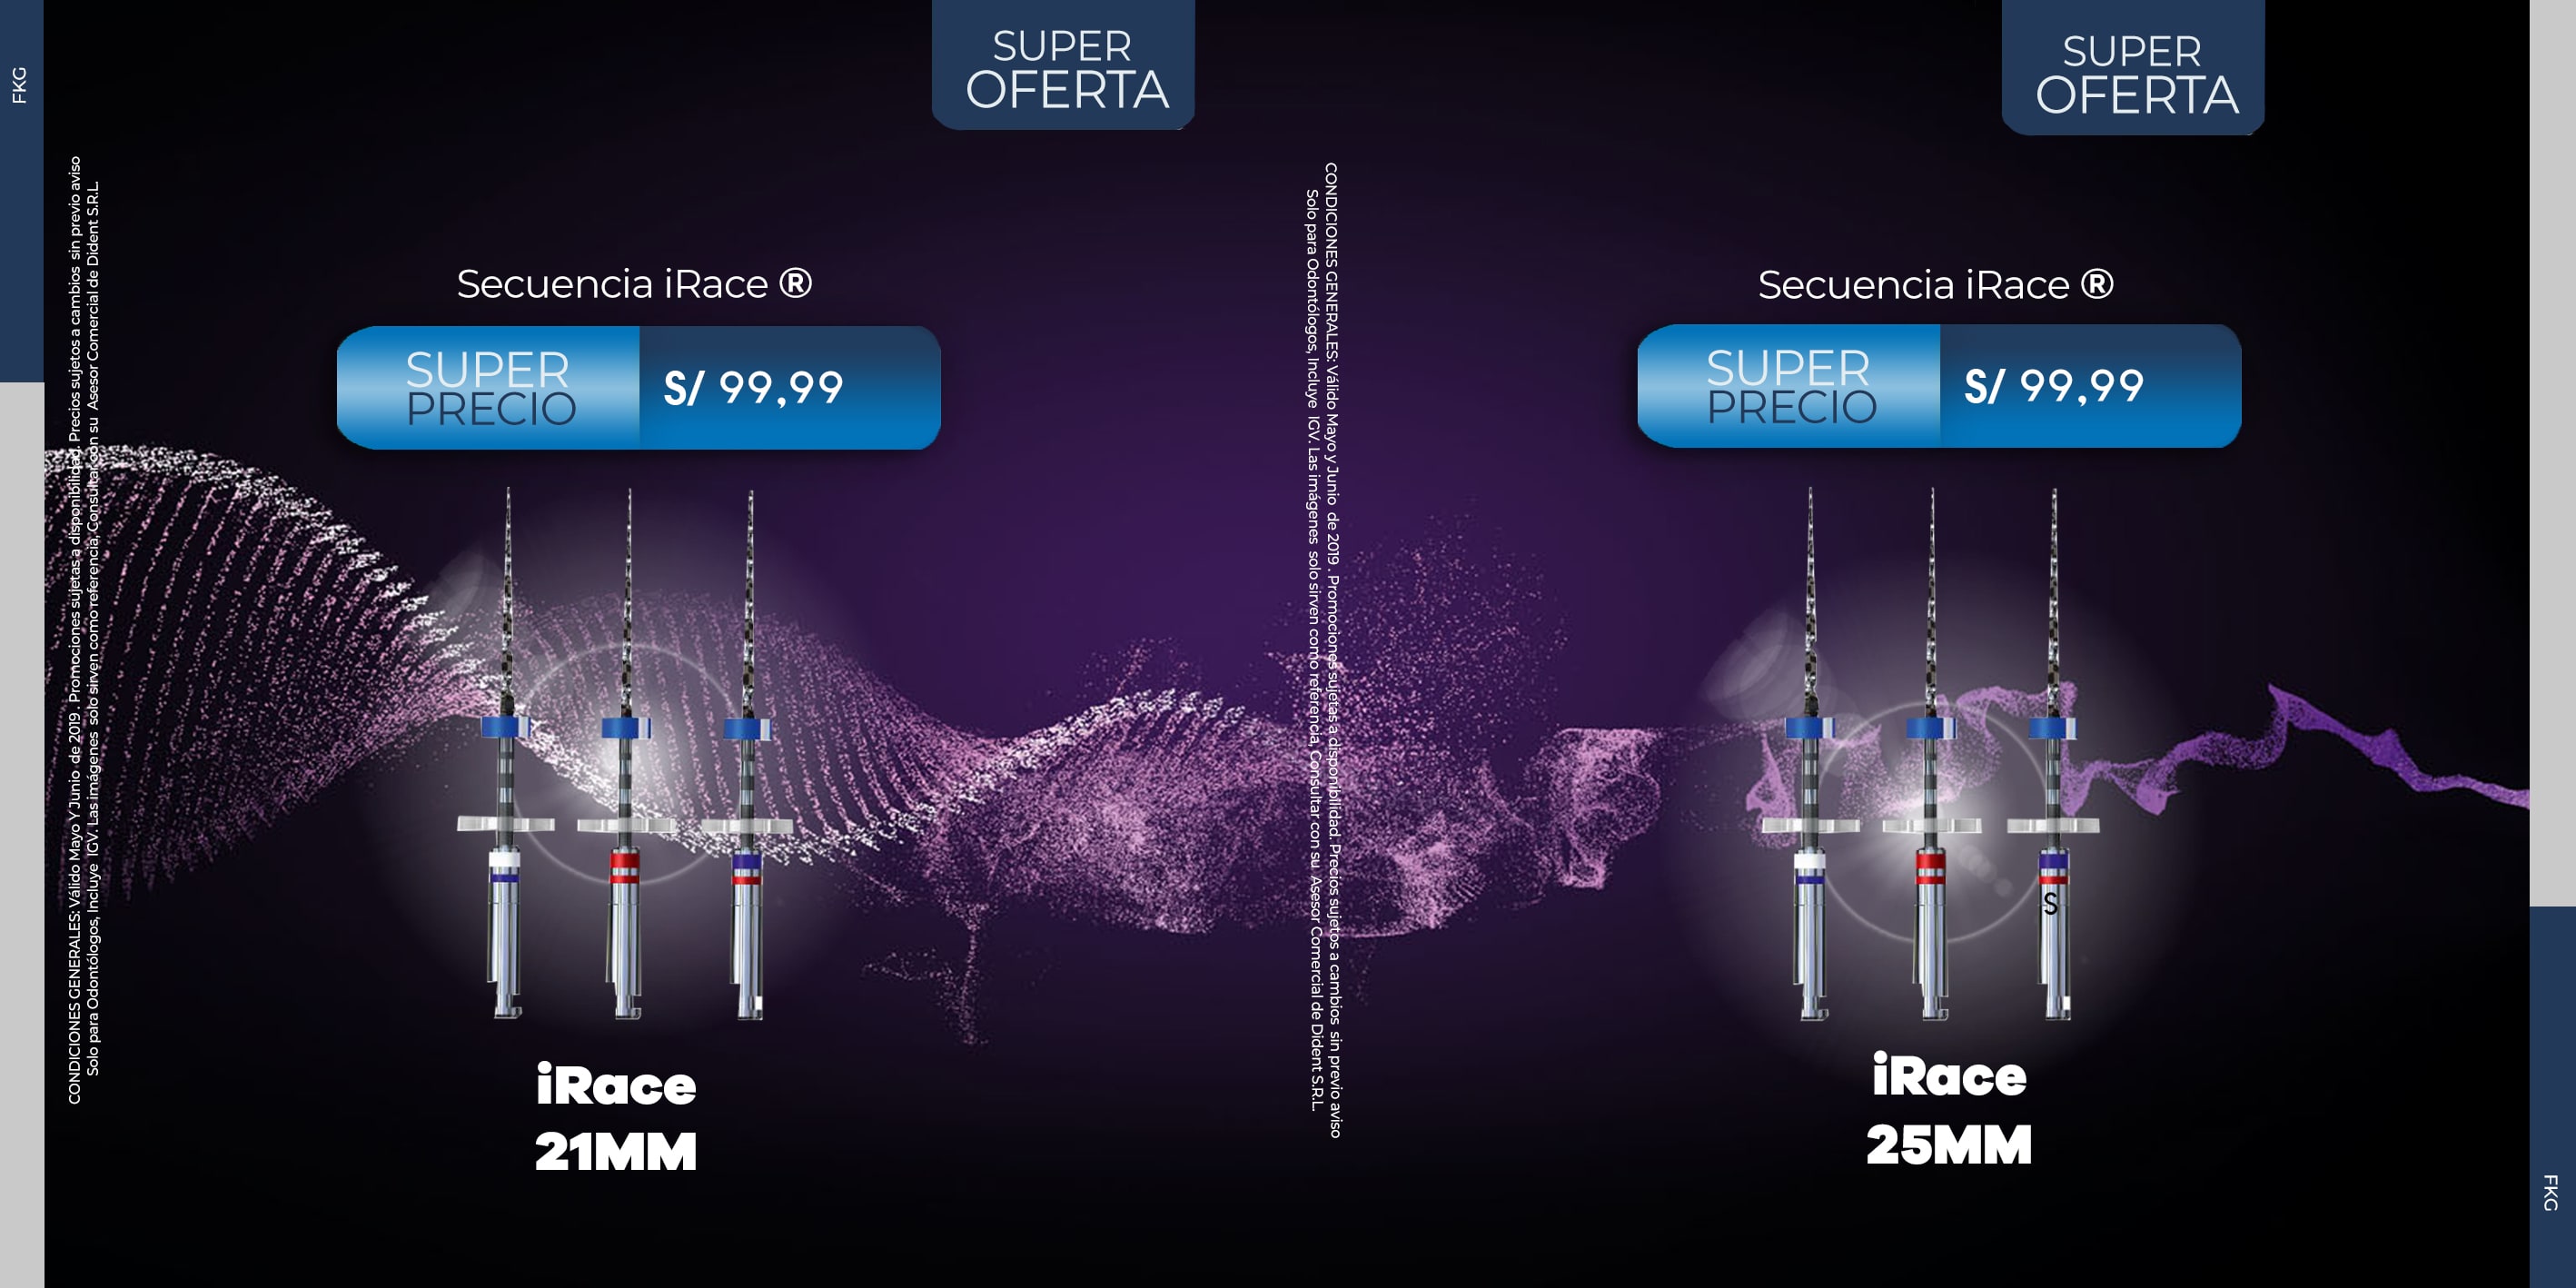 FKG
SUPER
OFERTA
Secuencia iRace ®
SUPER
PRECIO
S/ 99,99
iRace
21MM
CONDICIONES GENERALES: Válido Mayo Y Junio de 2019 . Promociones sujetas a disponibilidad. Precios sujetos a cambios sin previo aviso
Solo para Odontólogos, Incluye IGV. Las imágenes solo sirven como referencia, Consultar con su Asesor Comercial de Dident S.R.L.
SUPER
OFERTA
Secuencia iRace ®
SUPER
PRECIO
S/ 99,99
S
iRace
25MM
CONDICIONES GENERALES: Válido Mayo y Junio de 2019 . Promociones sujetas a disponibilidad. Precios sujetos a cambios sin previo aviso
Solo para Odontólogos, Incluye IGV. Las imágenes solo sirven como referencia, Consultar con su Asesor Comercial de Dident S.R.L.
FKG